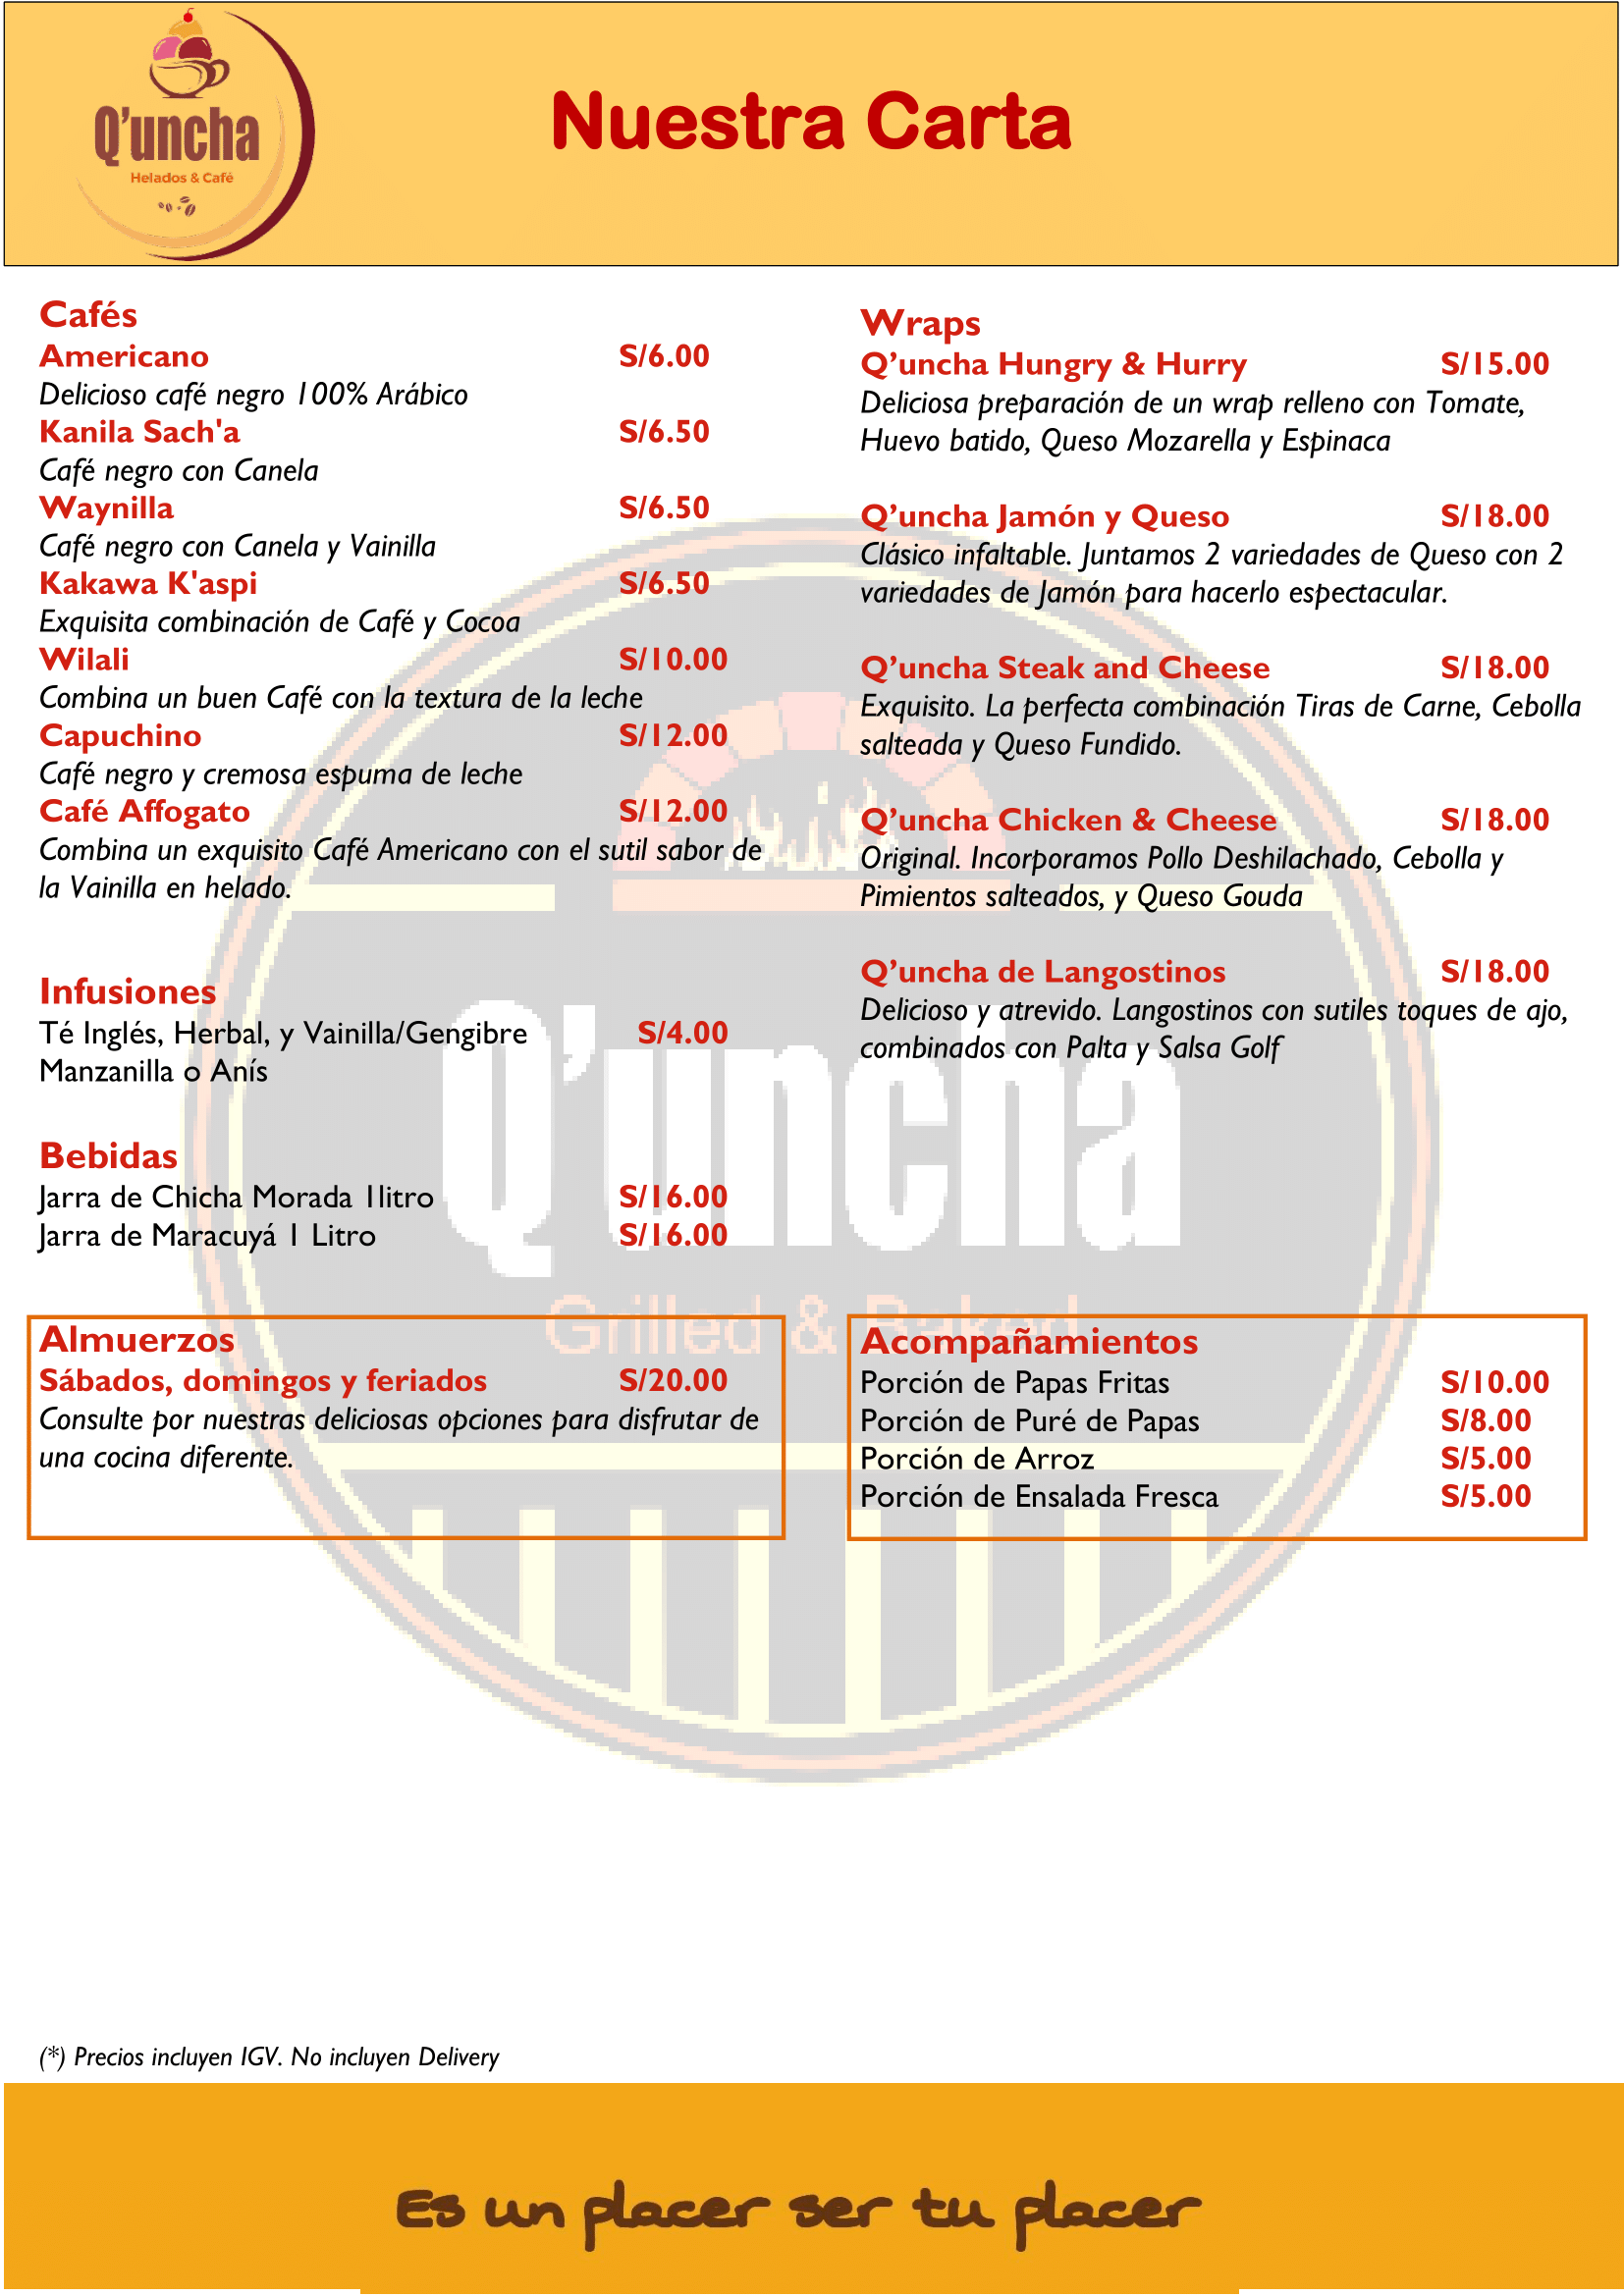 Q'uncha
Helados & Café
Nuestra Carta
Cafés
Americano S/6.00
Delicioso café negro 100% Arábico
Kanila Sach'a S/6.50
Café negro con Canela
Waynilla S/6.50
Café negro con Canela y Vainilla
Kakawa K'aspi S/6.50
Exquisita combinación de Café y Cocoa
Wilali S/10.00
Combina un buen Café con la textura de la leche
Capuchino S/12.00
Café negro y cremosa espuma de leche
Café Affogato S/12.00
Combina un exquisito Café Americano con el sutil sabor de
la Vainilla en helado.
Infusiones
Té Inglés, Herbal, y Vainilla/Gengibre S/4.00
Manzanilla o Anís
Bebidas
Jarra de Chicha Morada 1litro S/16.00
Jarra de Maracuyá 1 Litro S/16.00
Almuerzos
Sábados, domingos y feriados S/20.00
Consulte por nuestras deliciosas opciones para disfrutar de
una cocina diferente.
Wraps
Q'uncha Hungry & Hurry S/15.00
Deliciosa preparación de un wrap relleno con Tomate,
Huevo batido, Queso Mozarella y Espinaca
Q'uncha Jamón y Queso S/18.00
Clásico infaltable. Juntamos 2 variedades de Queso con 2
variedades de Jamón para hacerlo espectacular.
Q'uncha Steak and Cheese S/18.00
Exquisito. La perfecta combinación Tiras de Carne, Cebolla
salteada y Queso Fundido.
Q'uncha Chicken & Cheese S/18.00
Original. Incorporamos Pollo Deshilachado, Cebolla y
Pimientos salteados, y Queso Gouda
Q'uncha de Langostinos S/18.00
Delicioso y atrevido. Langostinos con sutiles toques de ajo,
combinados con Palta y Salsa Golf
Acompañamientos
Porción de Papas Fritas S/10.00
Porción de Puré de Papas S/8.00
Porción de Arroz S/5.00
Porción de Ensalada Fresca S/5.00
Q'uncha
Grilled & Baked
(*) Precios incluyen IGV. No incluyen Delivery
Es un placer ser tu placer